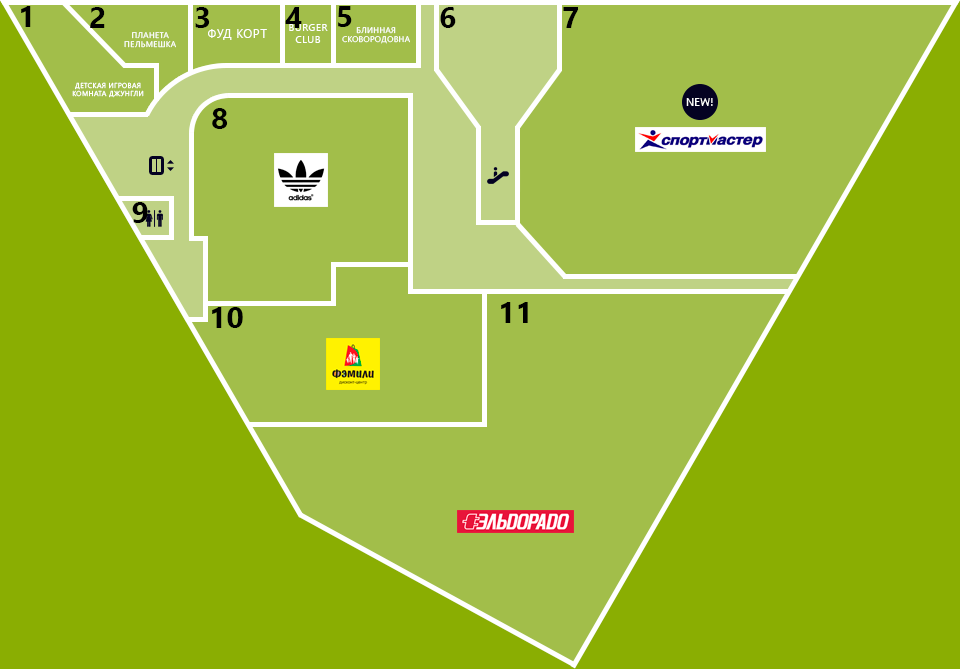 1
2
3
4
5
6
7
ПЛАНЕТА
ПЕЛЬМЕШКА
ФУД КОРТ
BURGER
CLUB
БЛИННАЯ
СКОВОРОДОВНА
ДЕТСКАЯ ИГРОВАЯ
КОМНАТА ДЖУНГЛИ
NEW!
спортмастер
8
adidas
9
10
11
Фэмили
дисконт-центр
ЭЛЬДОРАДО